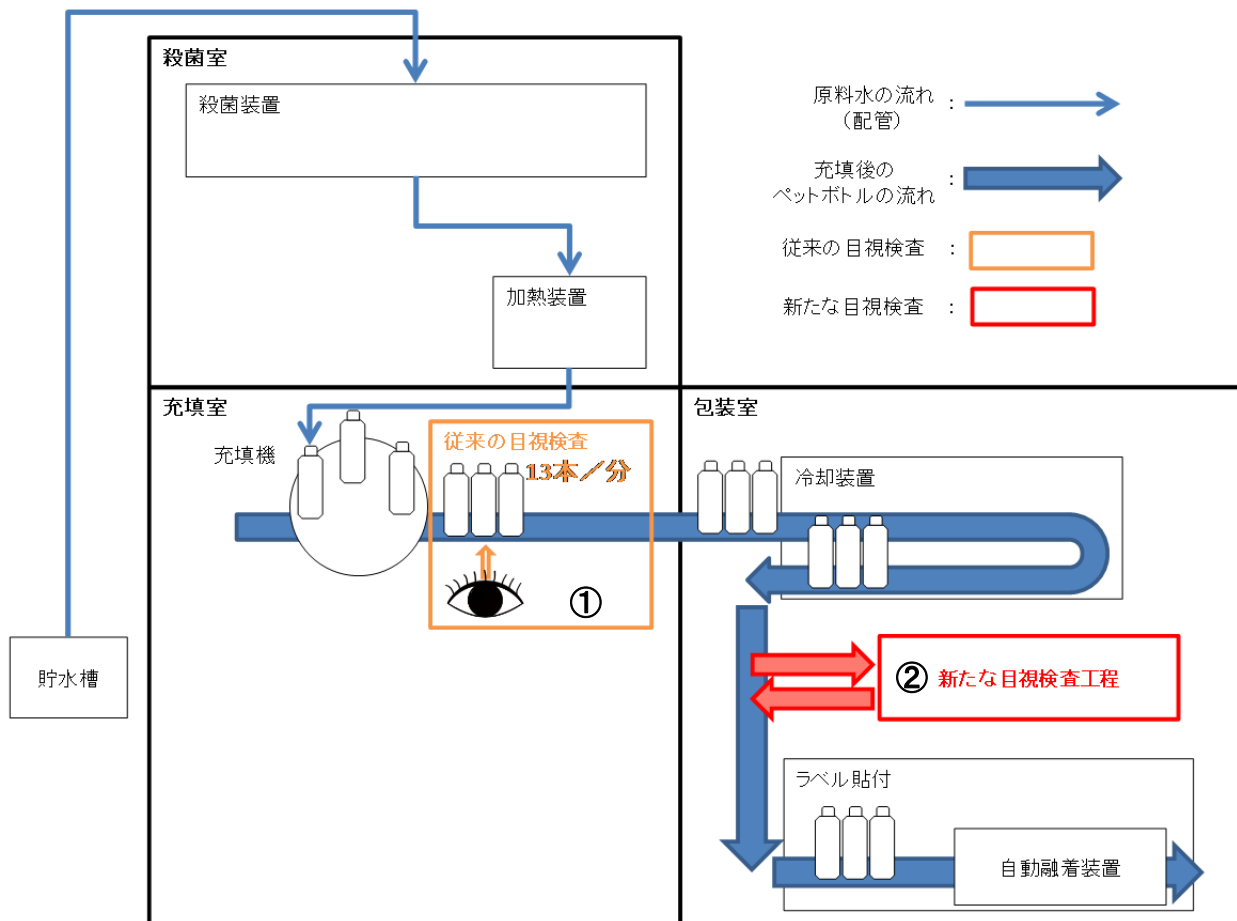 殺菌室
殺菌装置
加熱装置
原料水の流れ :
(配管)
充填後の
ペットボトルの流れ :
従来の目視検査 :
新たな目視検査 :
充填室
充填機
従来の目視検査
13本/分
①
貯水槽
包装室
冷却装置
② 新たな目視検査工程
ラベル貼付
自動融着装置